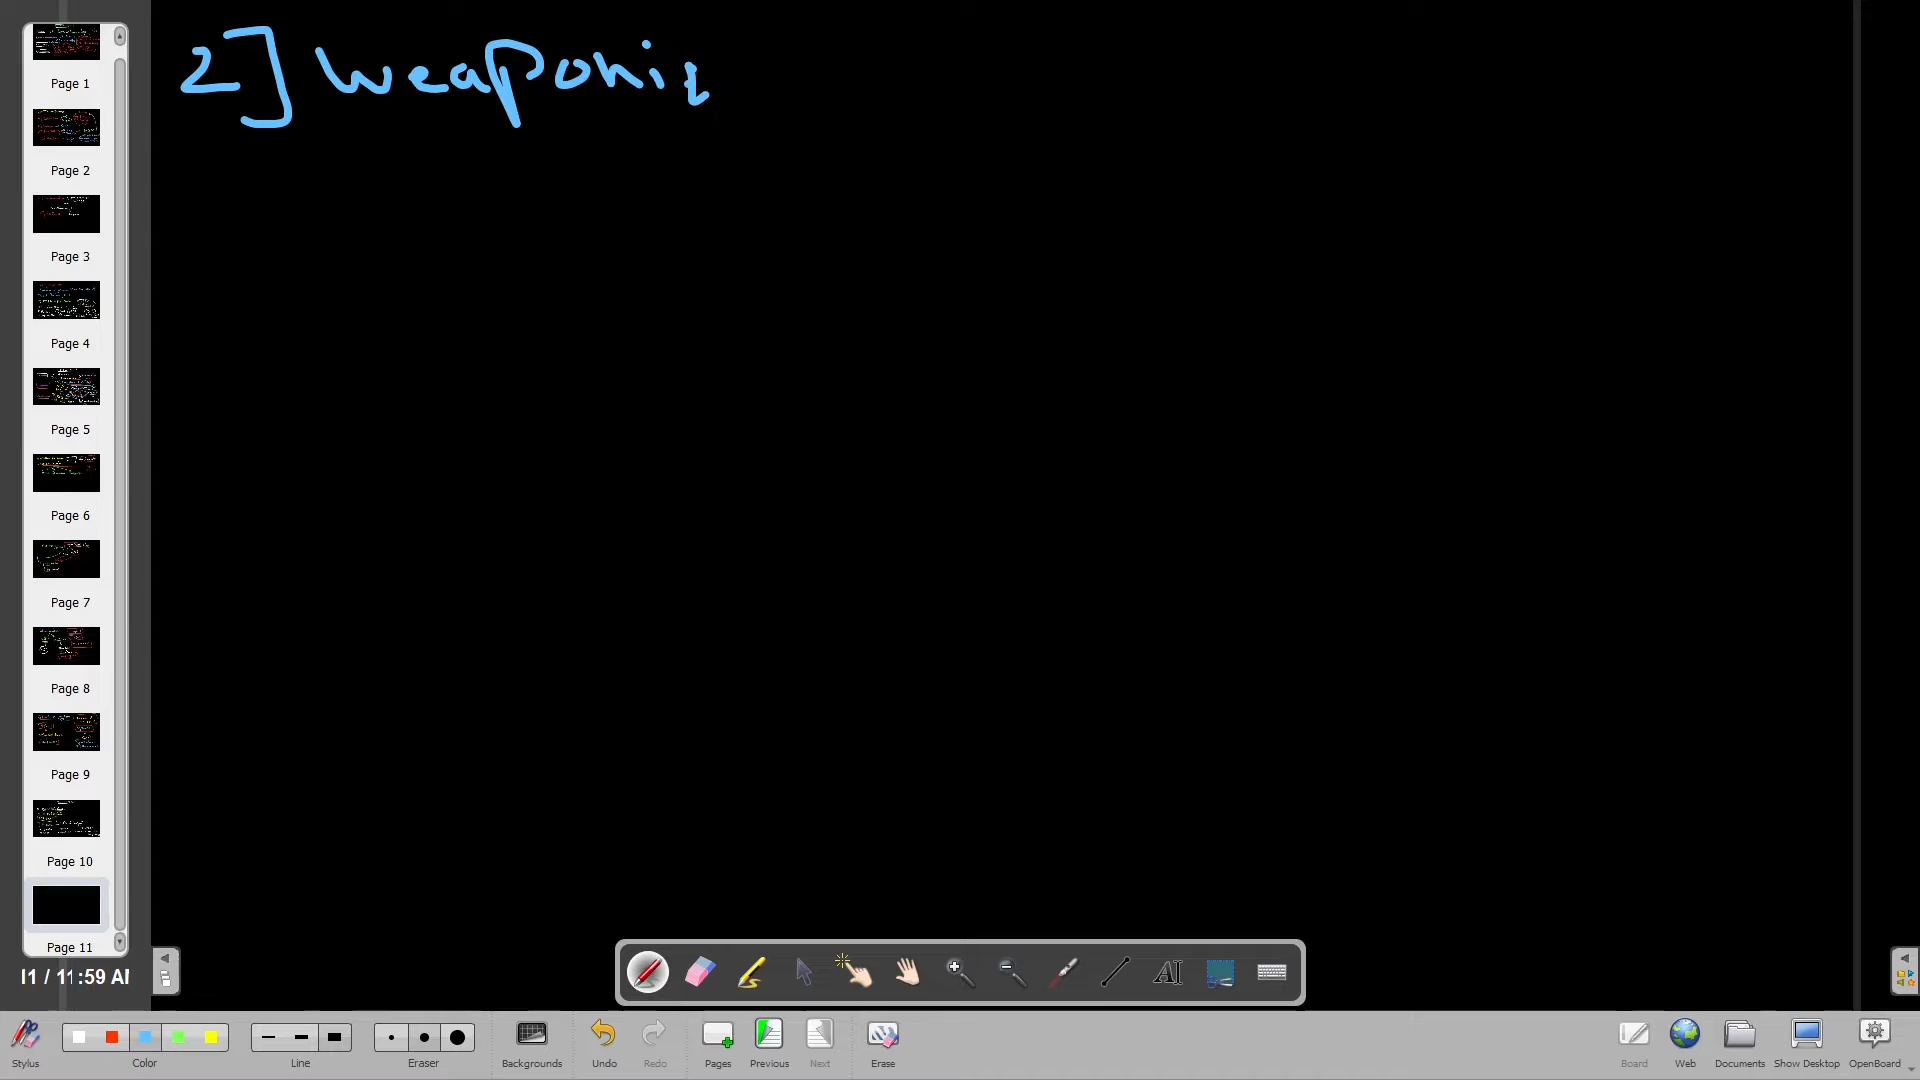 2] Weaponi
Page 1
Page 2
Page 3
Page 4
Page 5
Page 6
Page 7
Page 8
Page 9
Page 10
Page 11
11 / 11:59 AM
Stylus
Color
Line
Eraser
Backgrounds
Undo
Redo
Pages
Previous
Next
Erase
Board
Web
Documents
Show Desktop
OpenBoard